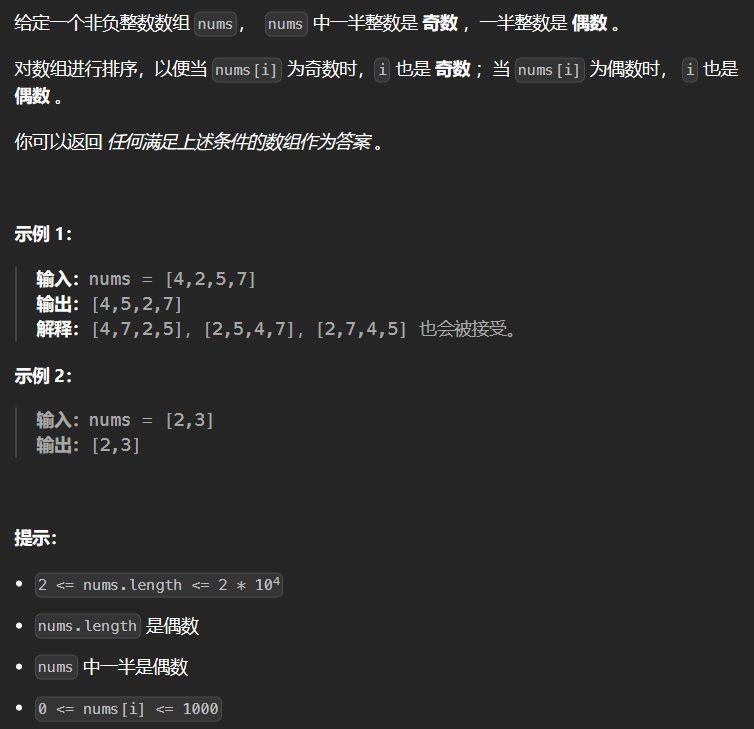 给定一个非负整数数组 nums， nums 中一半整数是 奇数 ，一半整数是 偶数 。
对数组进行排序，以便当 nums[i] 为奇数时，i 也是 奇数 ；当 nums[i] 为偶数时， i 也是
偶数 。
你可以返回 任何满足上述条件的数组作为答案 。
示例 1：
输入：nums = [4,2,5,7]
输出：[4,5,2,7]
解释：[4,7,2,5]，[2,5,4,7]，[2,7,4,5] 也会被接受。
示例 2：
输入：nums = [2,3]
输出：[2,3]
提示：
• 2 <= nums.length <= 2 * 10⁴
• nums.length 是偶数
• nums 中一半是偶数
• 0 <= nums[i] <= 1000